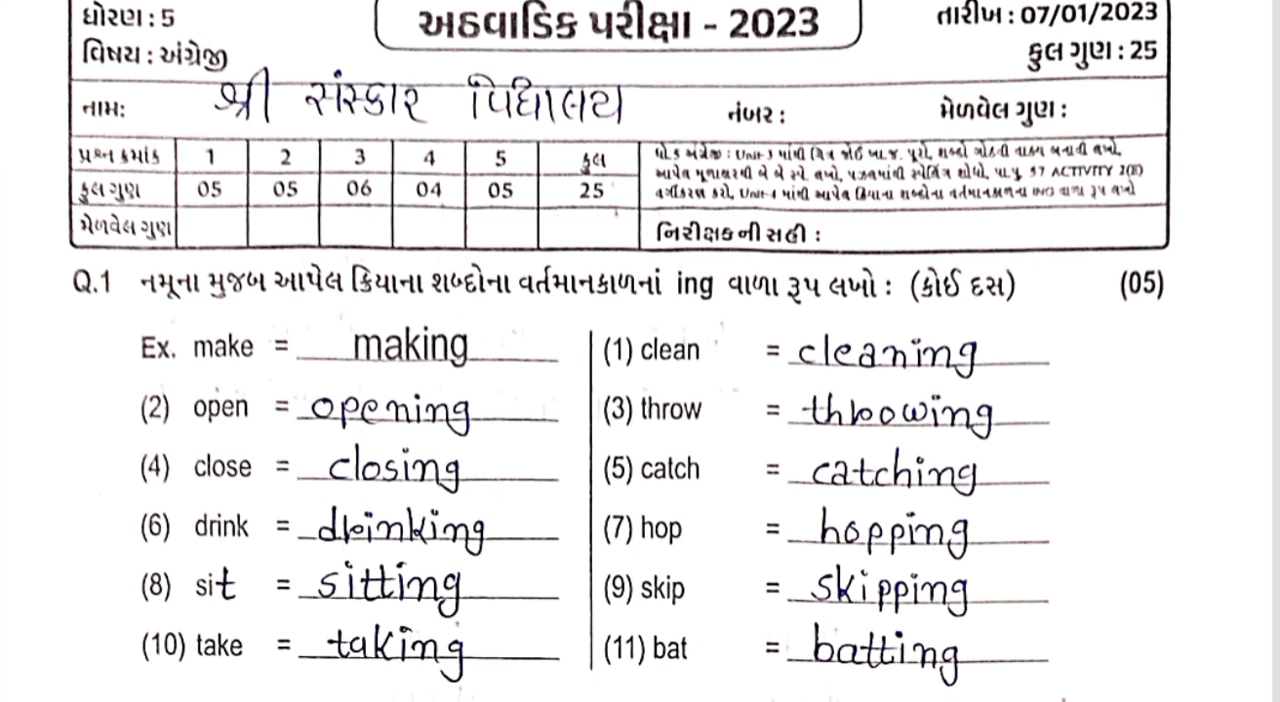 ધોરણ : 5
અઠવાડિક પરીક્ષા - 2023
તારીખ : 07/01/2023
વિષય : અંગ્રેજી
કુલ ગુણ : 25
નામ: શ્રી સંસ્કાર વિદ્યાલય નંબર : મેળવેલ ગુણ :
પ્રશ્ન ક્રમાંક 1 2 3 4 5 કુલ
કુલ ગુણ 05 05 06 04 05 25
મેળવેલ ગુણ
નિરીક્ષકની સહી :
Q.1 નમૂના મુજબ આપેલ ક્રિયાના શબ્દોના વર્તમાનકાળનાં ing વાળા રૂપ લખો : (કોઈ દસ) (05)
Ex. make = making
(1) clean = cleaning
(2) open = opening
(3) throw = throwing
(4) close = closing
(5) catch = catching
(6) drink = drinking
(7) hop = hopping
(8) sit = sitting
(9) skip = skipping
(10) take = taking
(11) bat = batting